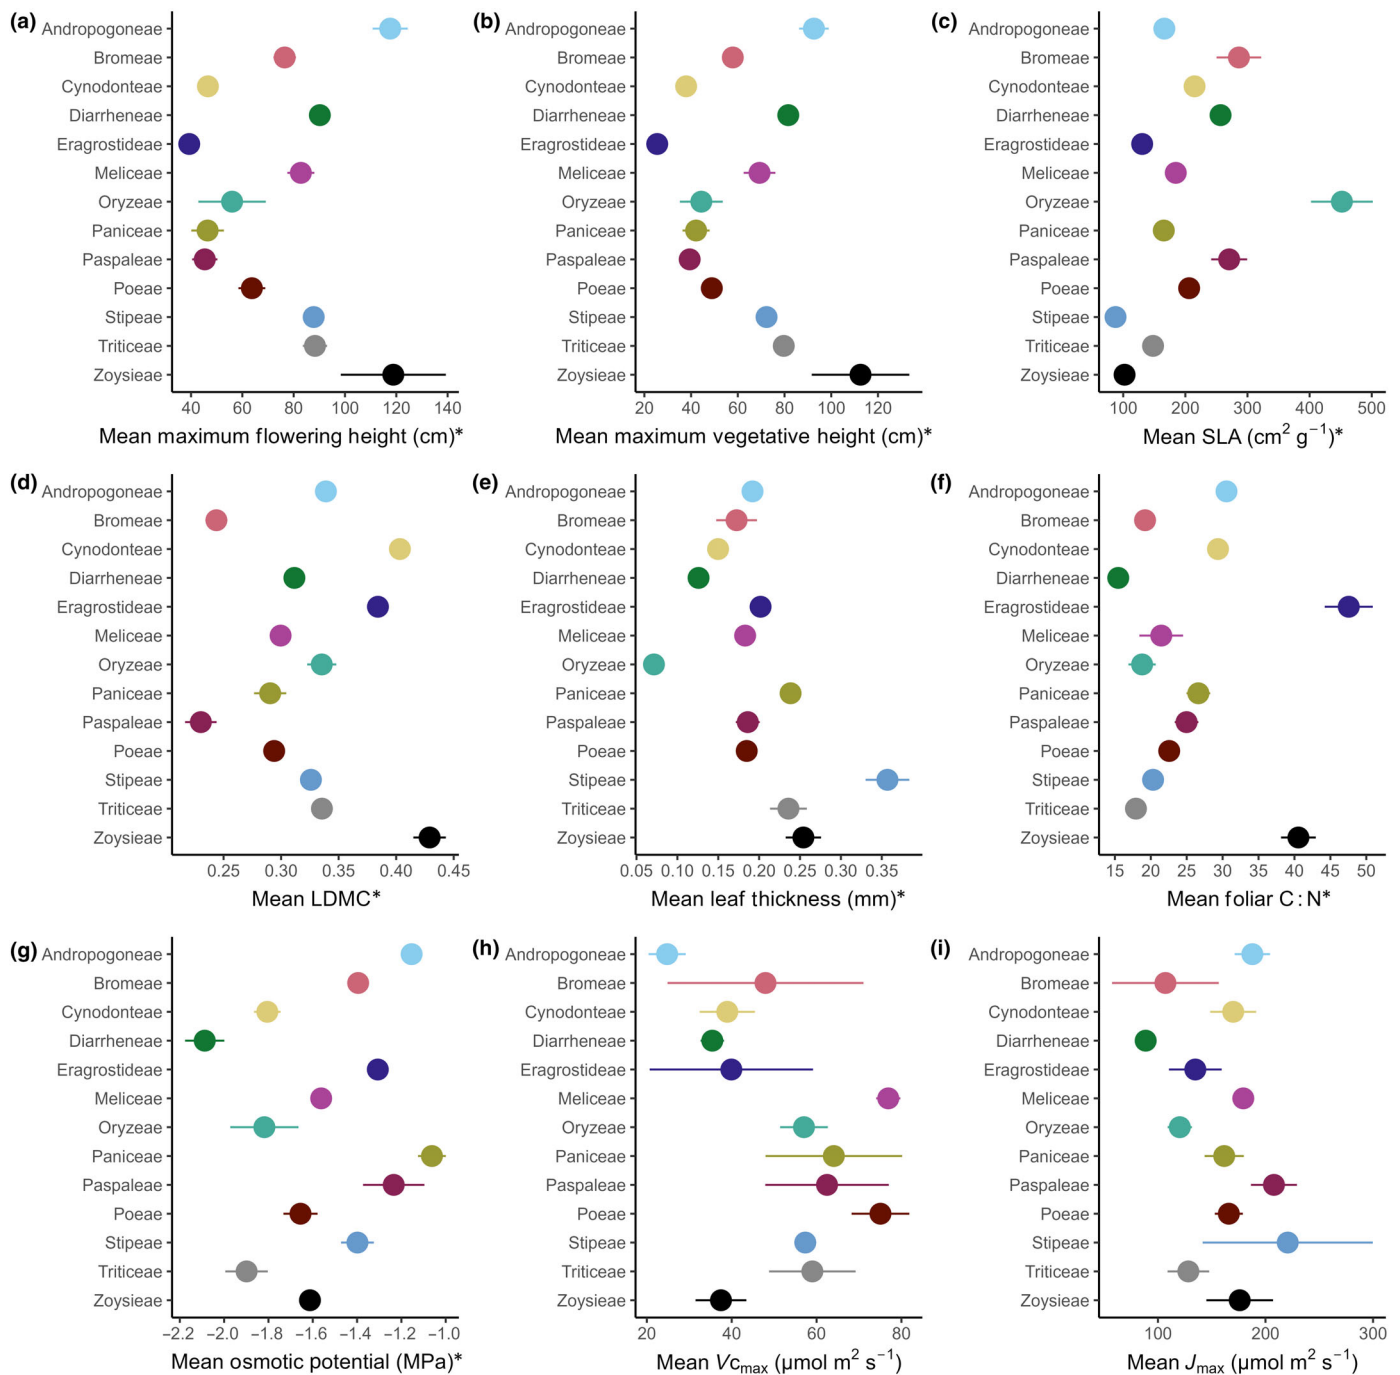 (a)
Andropogoneae
Bromeae
Cynodonteae
Diarrheneae
Eragrostideae
Meliceae
Oryzeae
Paniceae
Paspaleae
Poeae
Stipeae
Triticeae
Zoysieae
40 60 80 100 120 140
Mean maximum flowering height (cm)*
(b)
Andropogoneae
Bromeae
Cynodonteae
Diarrheneae
Eragrostideae
Meliceae
Oryzeae
Paniceae
Paspaleae
Poeae
Stipeae
Triticeae
Zoysieae
20 40 60 80 100 120
Mean maximum vegetative height (cm)*
(c)
Andropogoneae
Bromeae
Cynodonteae
Diarrheneae
Eragrostideae
Meliceae
Oryzeae
Paniceae
Paspaleae
Poeae
Stipeae
Triticeae
Zoysieae
100 200 300 400 500
Mean SLA (cm² g⁻¹)*
(d)
Andropogoneae
Bromeae
Cynodonteae
Diarrheneae
Eragrostideae
Meliceae
Oryzeae
Paniceae
Paspaleae
Poeae
Stipeae
Triticeae
Zoysieae
0.25 0.30 0.35 0.40 0.45
Mean LDMC*
(e)
Andropogoneae
Bromeae
Cynodonteae
Diarrheneae
Eragrostideae
Meliceae
Oryzeae
Paniceae
Paspaleae
Poeae
Stipeae
Triticeae
Zoysieae
0.05 0.10 0.15 0.20 0.25 0.30 0.35
Mean leaf thickness (mm)*
(f)
Andropogoneae
Bromeae
Cynodonteae
Diarrheneae
Eragrostideae
Meliceae
Oryzeae
Paniceae
Paspaleae
Poeae
Stipeae
Triticeae
Zoysieae
15 20 25 30 35 40 45 50
Mean foliar C:N*
(g)
Andropogoneae
Bromeae
Cynodonteae
Diarrheneae
Eragrostideae
Meliceae
Oryzeae
Paniceae
Paspaleae
Poeae
Stipeae
Triticeae
Zoysieae
−2.2 −2.0 −1.8 −1.6 −1.4 −1.2 −1.0
Mean osmotic potential (MPa)*
(h)
Andropogoneae
Bromeae
Cynodonteae
Diarrheneae
Eragrostideae
Meliceae
Oryzeae
Paniceae
Paspaleae
Poeae
Stipeae
Triticeae
Zoysieae
20 40 60 80
Mean Vcmax (μmol m² s⁻¹)
(i)
Andropogoneae
Bromeae
Cynodonteae
Diarrheneae
Eragrostideae
Meliceae
Oryzeae
Paniceae
Paspaleae
Poeae
Stipeae
Triticeae
Zoysieae
100 200 300
Mean Jmax (μmol m² s⁻¹)